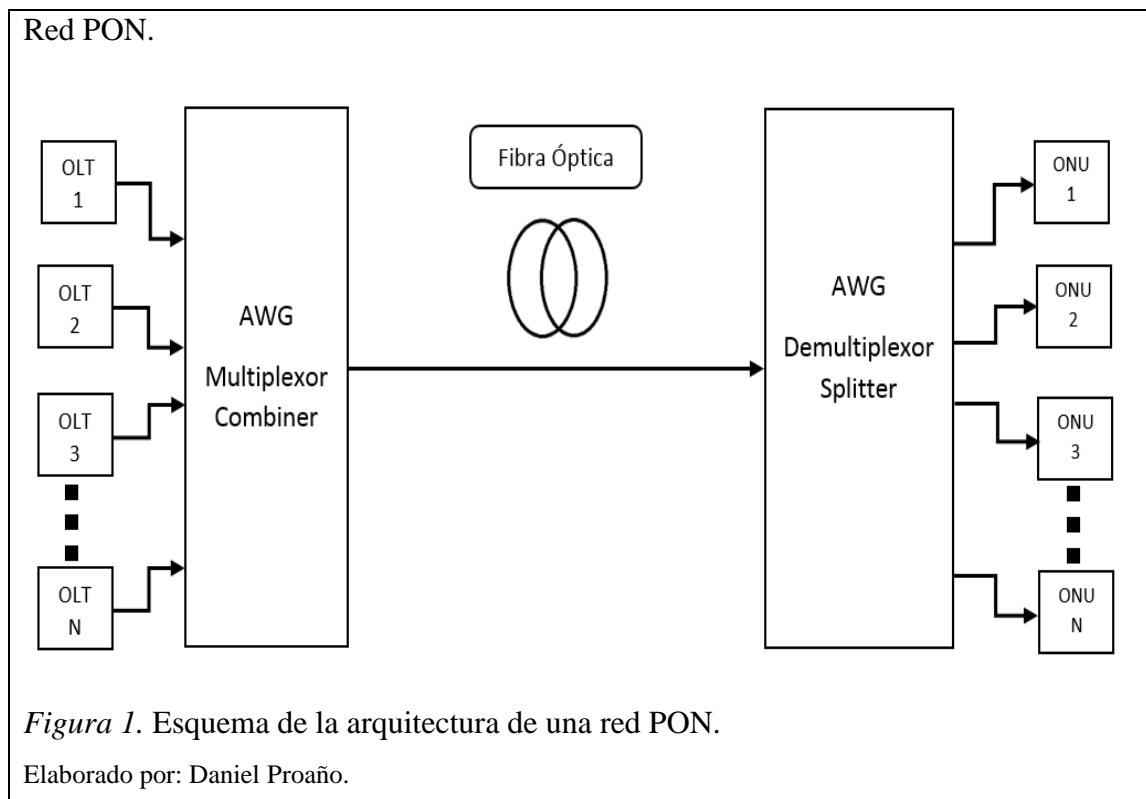 Red PON.
OLT
1
OLT
2
OLT
3
OLT
N
AWG
Multiplexor
Combiner
Fibra Óptica
AWG
Demultiplexor
Splitter
ONU
1
ONU
2
ONU
3
ONU
N
Figura 1. Esquema de la arquitectura de una red PON.
Elaborado por: Daniel Proaño.